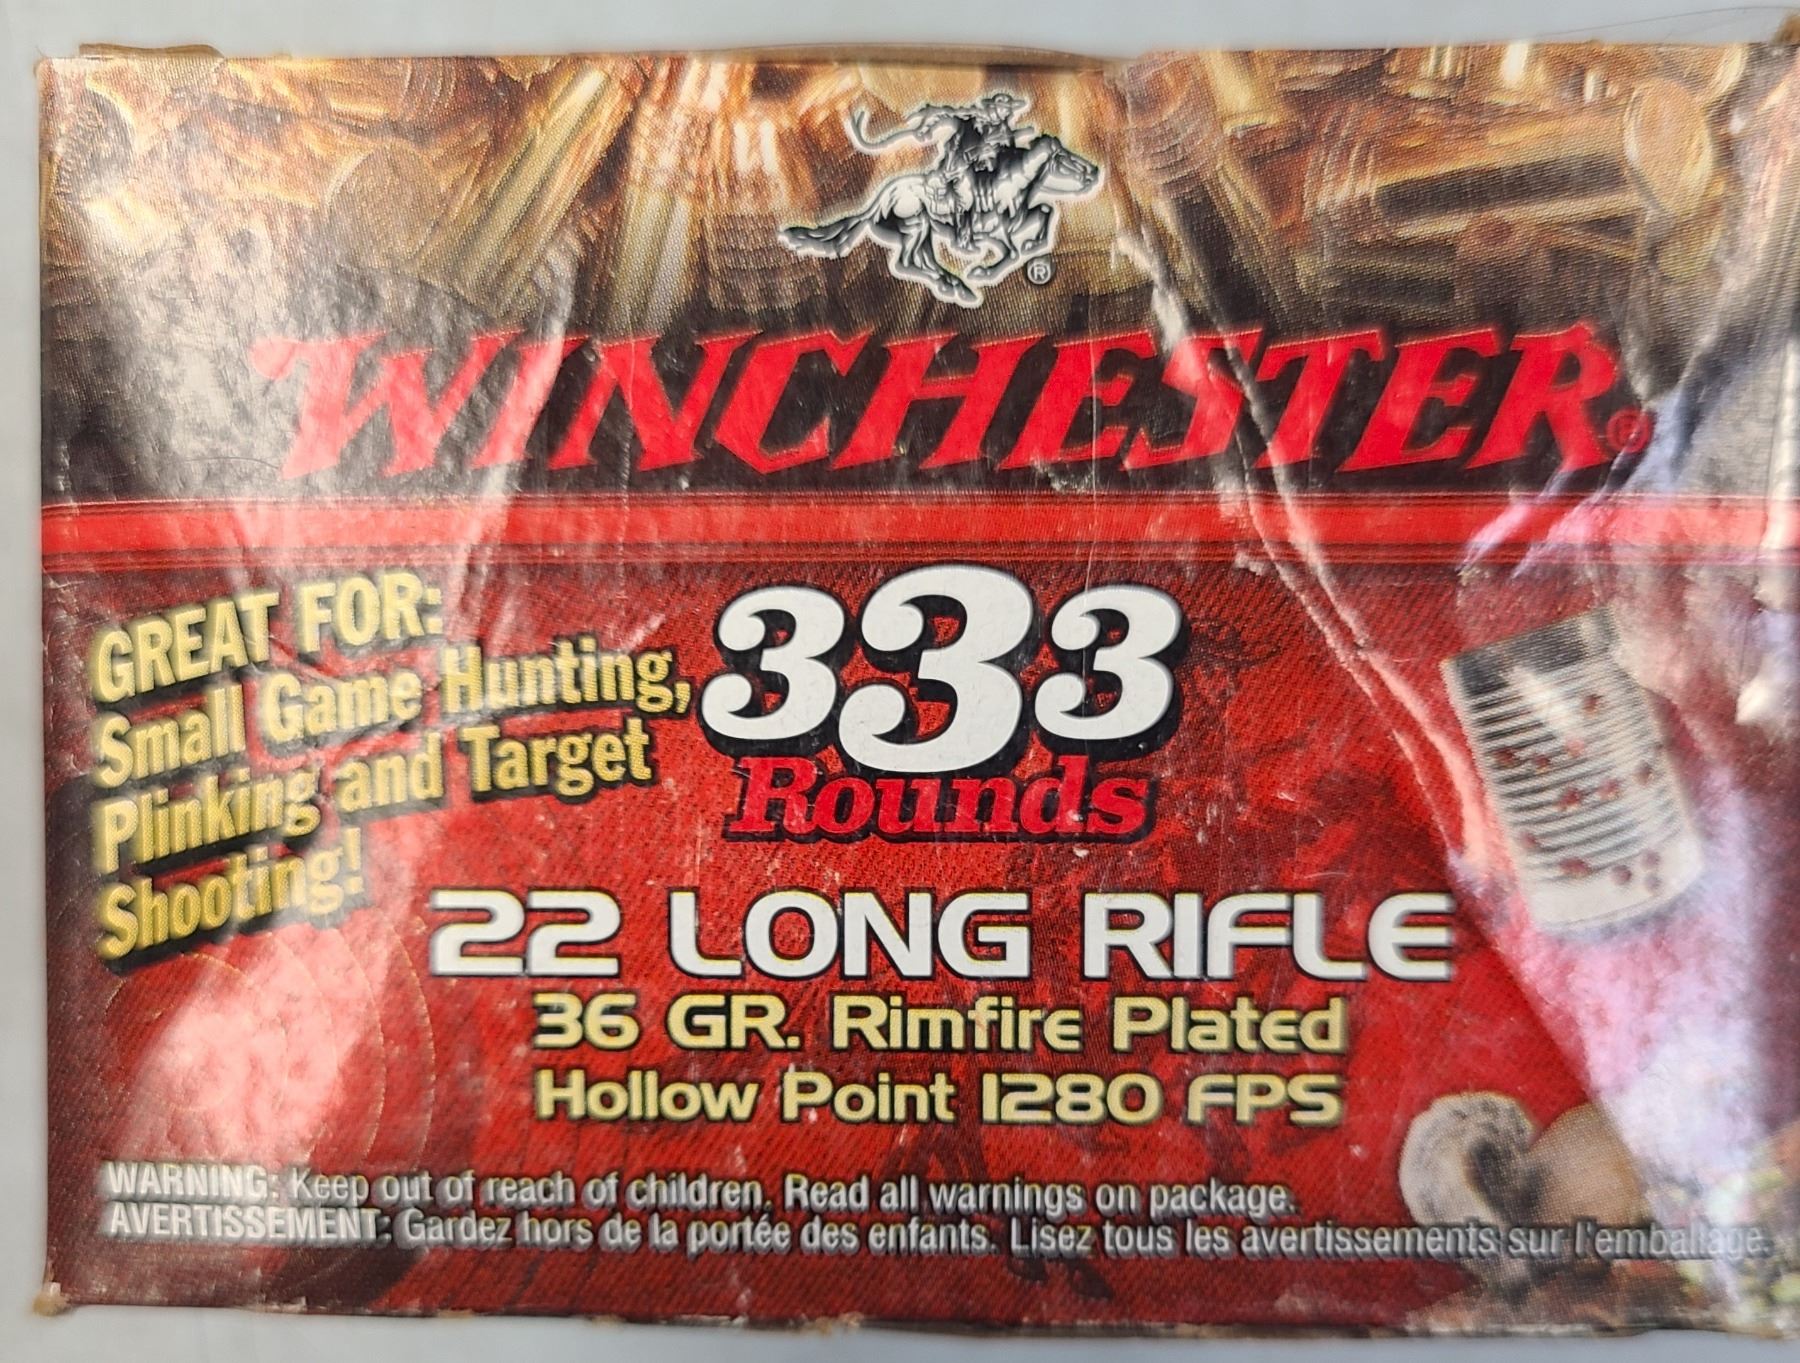 WINCHESTER®
GREAT FOR:
Small Game Hunting,
Plinking and Target
Shooting!
333
Rounds
22 LONG RIFLE
36 GR. Rimfire Plated
Hollow Point 1280 FPS
WARNING: Keep out of reach of children. Read all warnings on package.
AVERTISSEMENT: Gardez hors de la portée des enfants. Lisez tous les avertissements sur l'emballage.